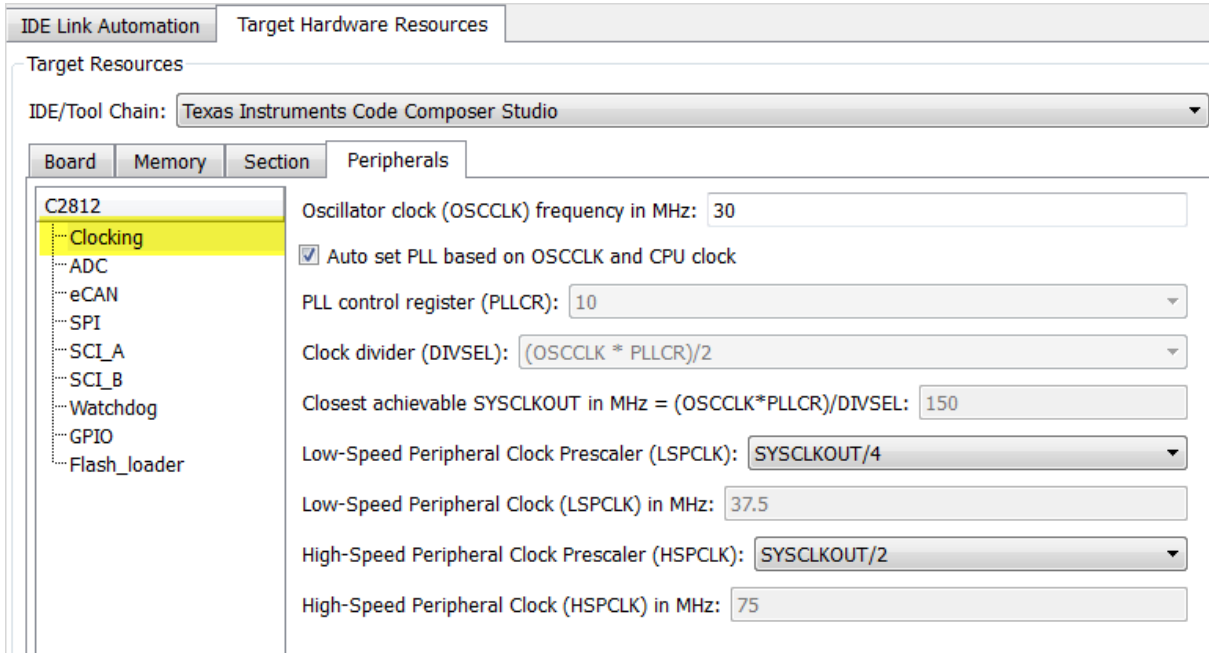 IDE Link Automation Target Hardware Resources
Target Resources
IDE/Tool Chain: Texas Instruments Code Composer Studio
Board Memory Section Peripherals
C2812
Clocking
ADC
eCAN
SPI
SCI_A
SCI_B
Watchdog
GPIO
Flash_loader
Oscillator clock (OSCCLK) frequency in MHz: 30
Auto set PLL based on OSCCLK and CPU clock
PLL control register (PLLCR): 10
Clock divider (DIVSEL): (OSCCLK * PLLCR)/2
Closest achievable SYSCLKOUT in MHz = (OSCCLK*PLLCR)/DIVSEL: 150
Low-Speed Peripheral Clock Prescaler (LSPCLK): SYSCLKOUT/4
Low-Speed Peripheral Clock (LSPCLK) in MHz: 37.5
High-Speed Peripheral Clock Prescaler (HSPCLK): SYSCLKOUT/2
High-Speed Peripheral Clock (HSPCLK) in MHz: 75